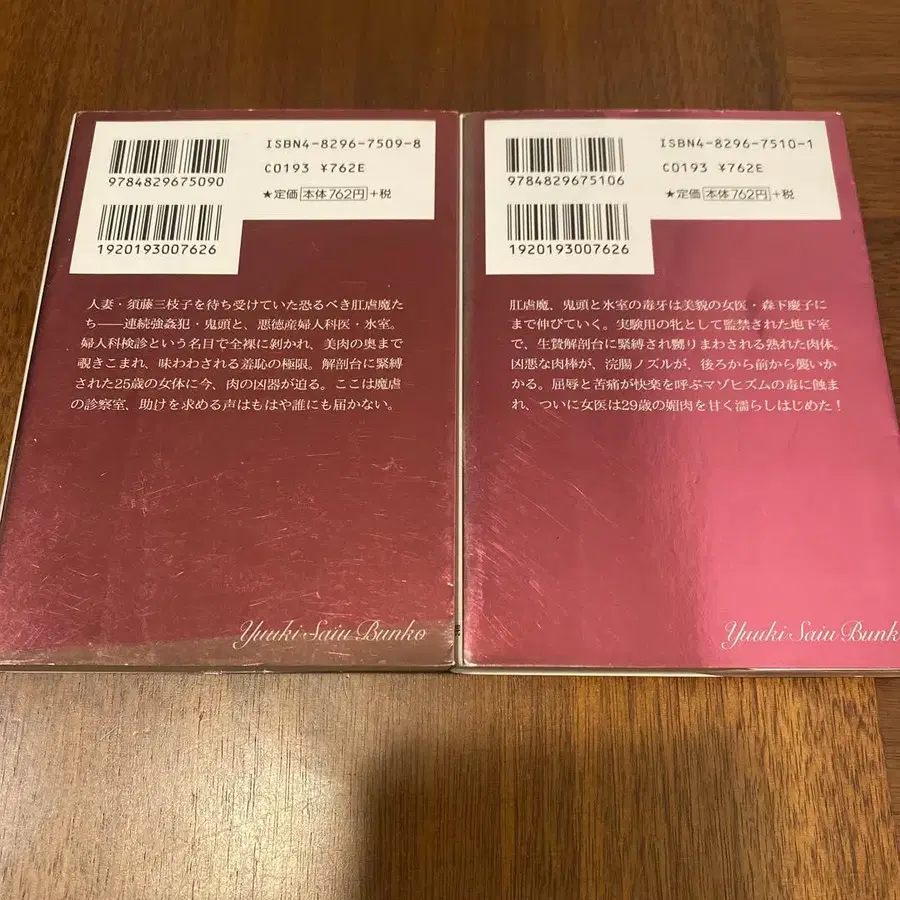 ISBN4-8296-7509-8
C0193 ¥762E
9784829675090
★定価 本体762円 +税
1920193007626
人妻・須藤三枝子を待ち受けていた恐るべき肛虐魔た
ち――連続強姦犯・鬼頭と、悪徳産婦人科医・氷室。
婦人科検診という名目で全裸に剥かれ、美肉の奥まで
覗きこまれ、味わわされる羞恥の極限。解剖台に緊縛
された25歳の女体に今、肉の凶器が迫る。ここは魔虐
の診察室、助けを求める声はもはや誰にも届かない。
Yuuki Saiu Bunko
ISBN4-8296-7510-1
C0193 ¥762E
9784829675106
★定価 本体762円 +税
1920193007626
肛虐魔、鬼頭と氷室の毒牙は美貌の女医・森下慶子に
まで伸びていく。実験用の牝として監禁された地下室
で、生贄解剖台に緊縛され嬲りまわされる熟れた肉体。
凶悪な肉棒が、浣腸ノズルが、後ろから前から襲いか
かる。屈辱と苦痛が快楽を呼ぶマゾヒズムの毒に蝕ま
れ、ついに女医は29歳の媚肉を甘く濡らしはじめた！
Yuuki Saiu Bunk